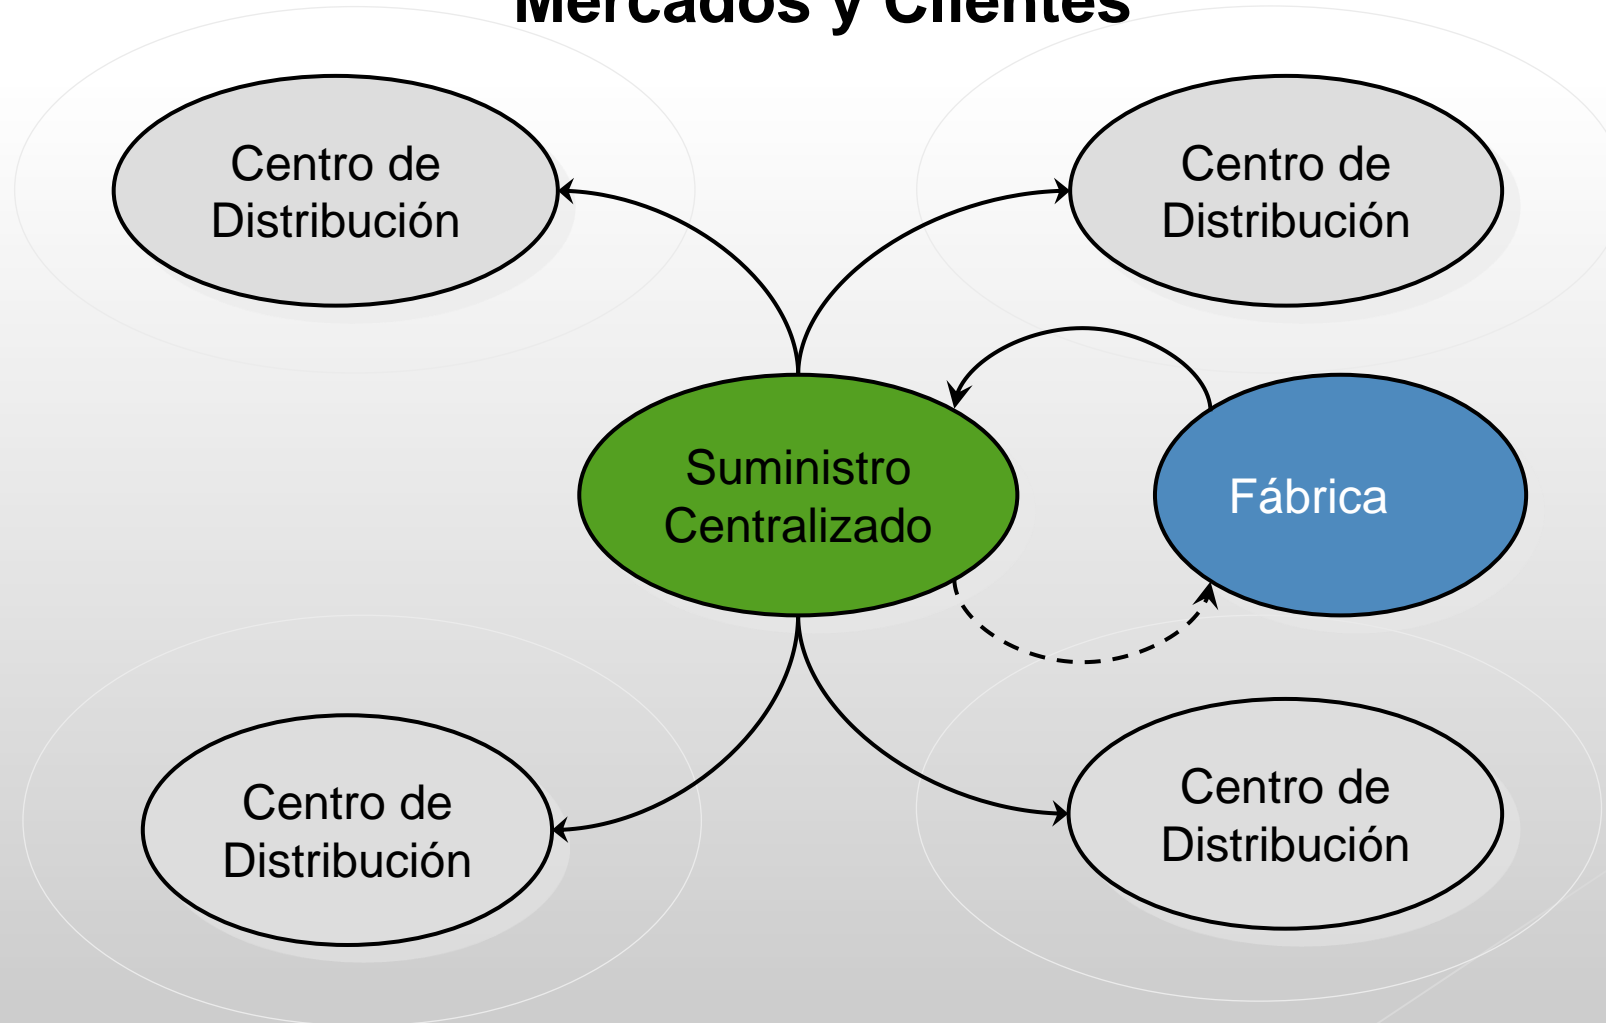 Mercados y Clientes
Centro de
Distribución
Centro de
Distribución
Suministro
Centralizado
Fábrica
Centro de
Distribución
Centro de
Distribución